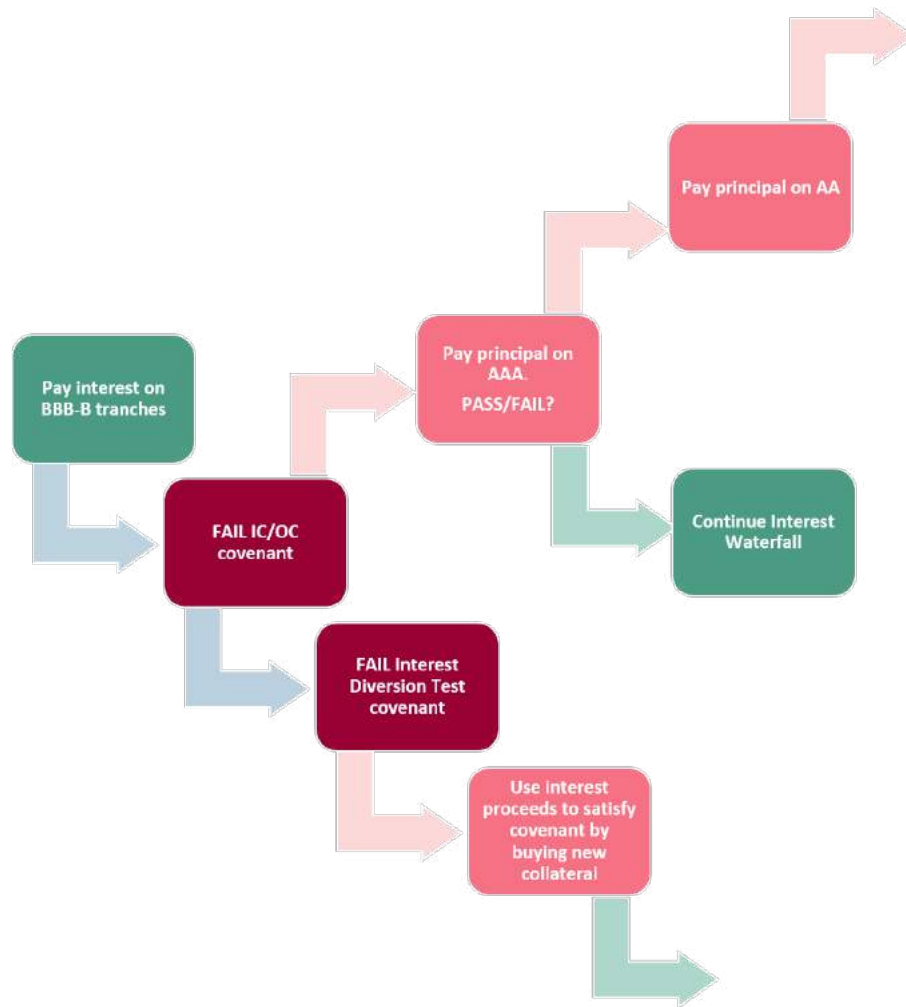 Pay principal on AA
Pay principal on
AAA.
PASS/FAIL?
Pay interest on
BBB-B tranches
FAIL IC/OC
covenant
Continue Interest
Waterfall
FAIL Interest
Diversion Test
covenant
Use interest
proceeds to satisfy
covenant by
buying new
collateral